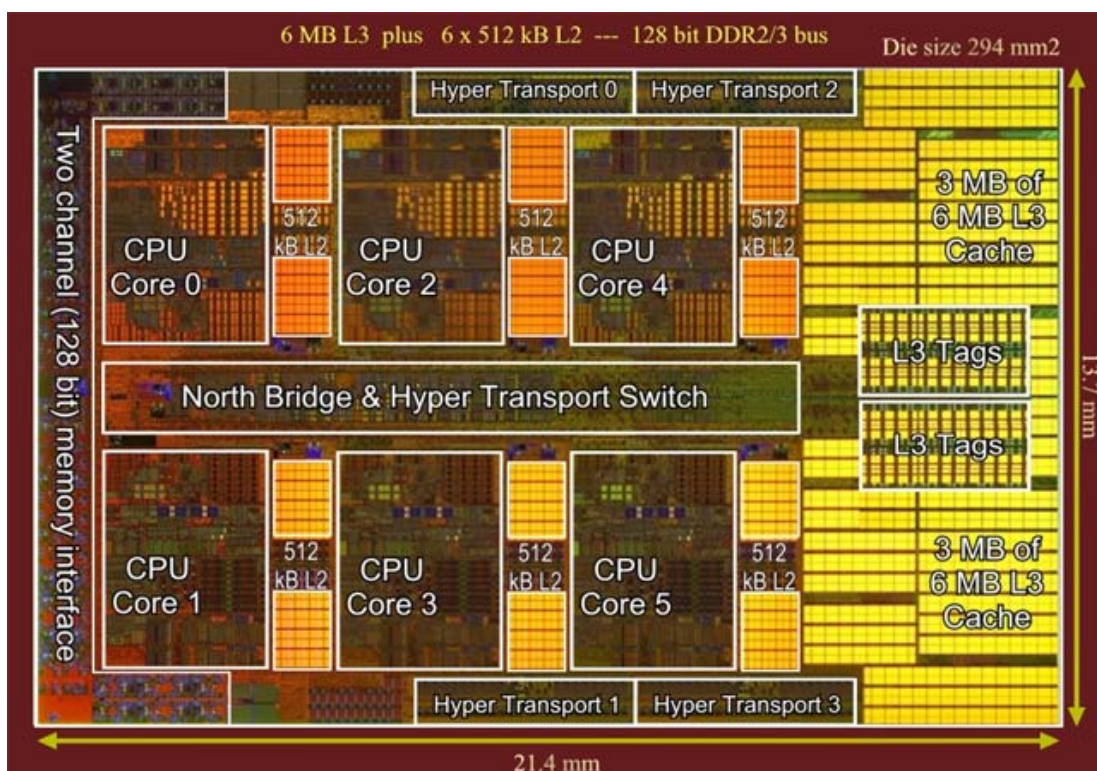 6 MB L3 plus 6 x 512 kB L2 --- 128 bit DDR2/3 bus
Die size 294 mm2
Hyper Transport 0
Hyper Transport 2
Two channel (128 bit) memory interface
CPU
Core 0
512
kB L2
CPU
Core 2
512
kB L2
CPU
Core 4
512
kB L2
3 MB of
6 MB L3
Cache
L3 Tags
13.7 mm
North Bridge & Hyper Transport Switch
L3 Tags
CPU
Core 1
512
kB L2
CPU
Core 3
512
kB L2
CPU
Core 5
512
kB L2
3 MB of
6 MB L3
Cache
Hyper Transport 1
Hyper Transport 3
21.4 mm